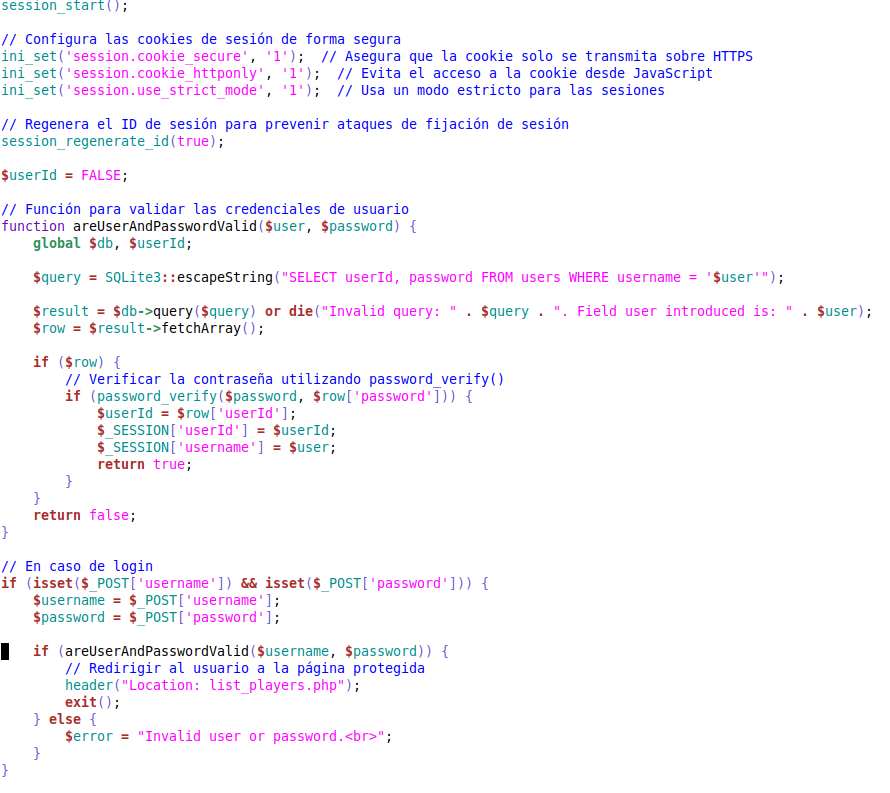 session_start();
// Configura las cookies de sesión de forma segura
ini_set('session.cookie_secure', '1');  // Asegura que la cookie solo se transmita sobre HTTPS
ini_set('session.cookie_httponly', '1');  // Evita el acceso a la cookie desde JavaScript
ini_set('session.use_strict_mode', '1');  // Usa un modo estricto para las sesiones
// Regenera el ID de sesión para prevenir ataques de fijación de sesión
session_regenerate_id(true);
$userId = FALSE;
// Función para validar las credenciales de usuario
function areUserAndPasswordValid($user, $password) {
    global $db, $userId;
    $query = SQLite3::escapeString("SELECT userId, password FROM users WHERE username = '$user'");
    $result = $db->query($query) or die("Invalid query: " . $query . ". Field user introduced is: " . $user);
    $row = $result->fetchArray();
    if ($row) {
        // Verificar la contraseña utilizando password_verify()
        if (password_verify($password, $row['password'])) {
            $userId = $row['userId'];
            $_SESSION['userId'] = $userId;
            $_SESSION['username'] = $user;
            return true;
        }
    }
    return false;
}
// En caso de login
if (isset($_POST['username']) && isset($_POST['password'])) {
    $username = $_POST['username'];
    $password = $_POST['password'];
    if (areUserAndPasswordValid($username, $password)) {
        // Redirigir al usuario a la página protegida
        header("Location: list_players.php");
        exit();
    } else {
        $error = "Invalid user or password.<br>";
    }
}